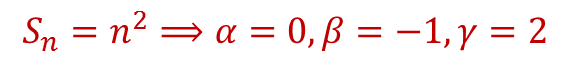 Sₙ = n² ⟹ α = 0, β = −1, γ = 2